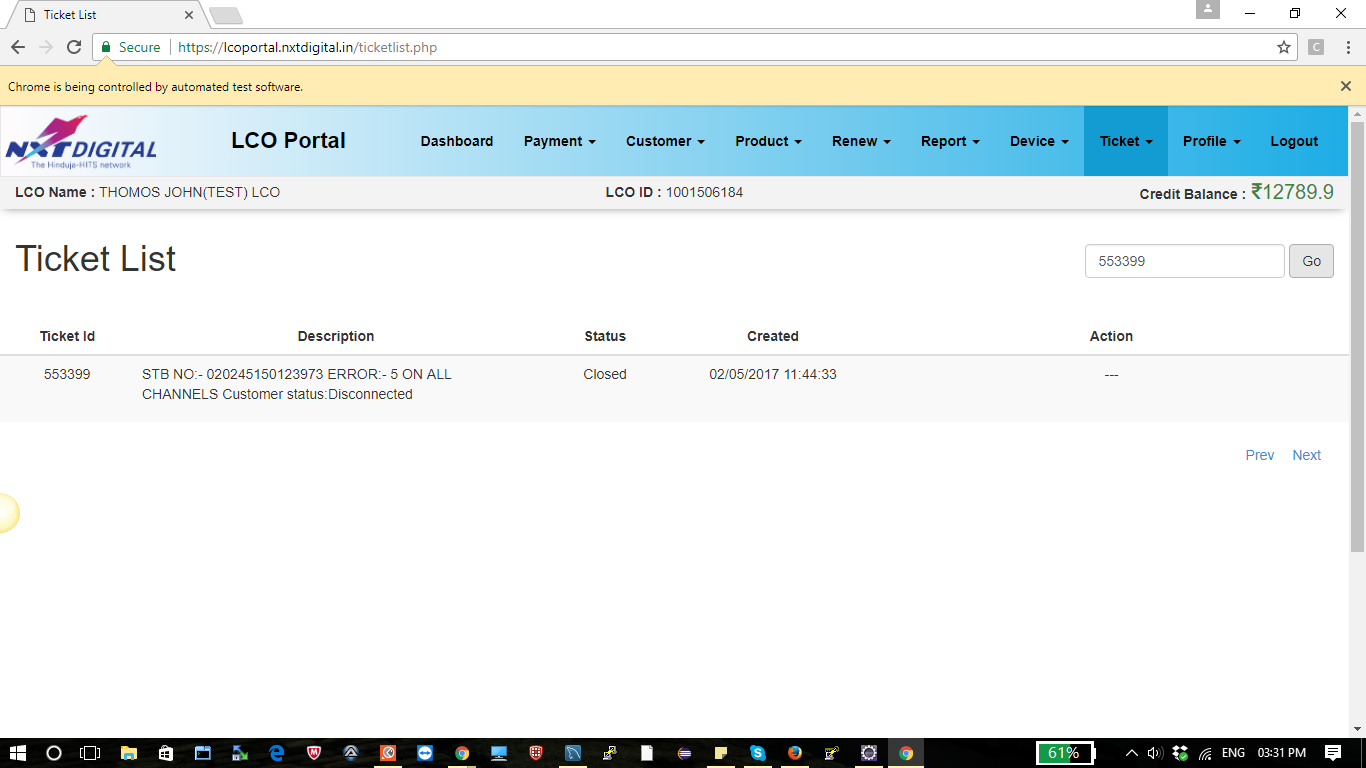 Ticket List
Secure https://lcoportal.nxtdigital.in/ticketlist.php
C
Chrome is being controlled by automated test software.
NXTDIGITAL
The Hinduja-HITS network
LCO Portal
Dashboard Payment Customer Product Renew Report Device Ticket Profile Logout
LCO Name : THOMOS JOHN(TEST) LCO LCO ID : 1001506184 Credit Balance : ₹12789.9
Ticket List
553399 Go
Ticket Id Description Status Created Action
553399 STB NO:- 020245150123973 ERROR:- 5 ON ALL Closed 02/05/2017 11:44:33 ---
CHANNELS Customer status:Disconnected
Prev Next
61% ENG 03:31 PM